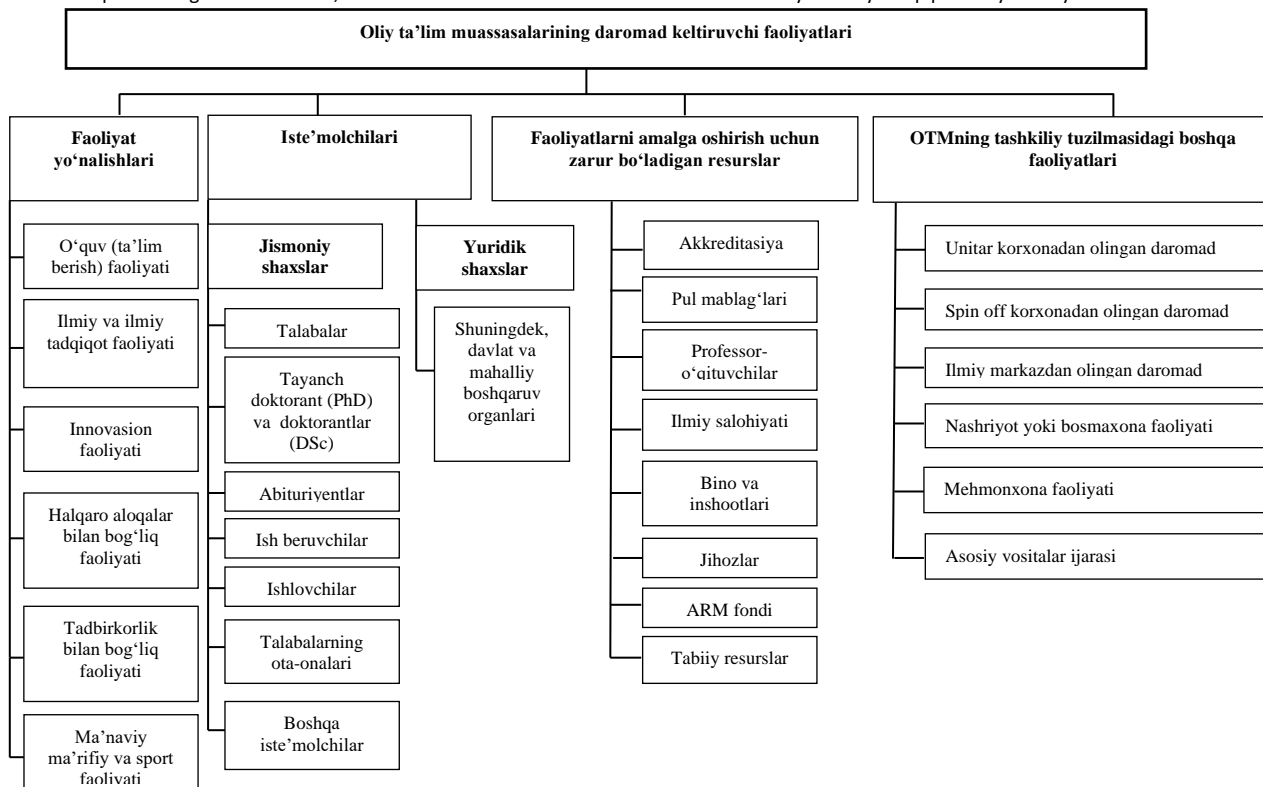 Oliy ta’lim muassasalarining daromad keltiruvchi faoliyatlari
Faoliyat
yo‘nalishlari
O‘quv (ta’lim
berish) faoliyati
Ilmiy va ilmiy
tadqiqot faoliyati
Innovasion
faoliyati
Halqaro aloqalar
bilan bog‘liq
faoliyati
Tadbirkorlik
bilan bog‘liq
faoliyati
Ma’naviy
ma’rifiy va sport
faoliyati
Iste’molchilari
Jismoniy
shaxslar
Talabalar
Tayanch
doktorant (PhD)
va doktorantlar
(DSc)
Abituriyentlar
Ish beruvchilar
Ishlovchilar
Talabalarning
ota-onalari
Boshqa
iste’molchilar
Yuridik
shaxslar
Shuningdek,
davlat va
mahalliy
boshqaruv
organlari
Faoliyatlarni amalga oshirish uchun
zarur bo‘ladigan resurslar
Akkreditasiya
Pul mablag‘lari
Professor-
o‘qituvchilar
Ilmiy salohiyati
Bino va
inshootlari
Jihozlar
ARM fondi
Tabiiy resurslar
OTMning tashkiliy tuzilmasidagi boshqa
faoliyatlari
Unitar korxonadan olingan daromad
Spin off korxonadan olingan daromad
Ilmiy markazdan olingan daromad
Nashriyot yoki bosmaxona faoliyati
Mehmonxona faoliyati
Asosiy vositalar ijarasi